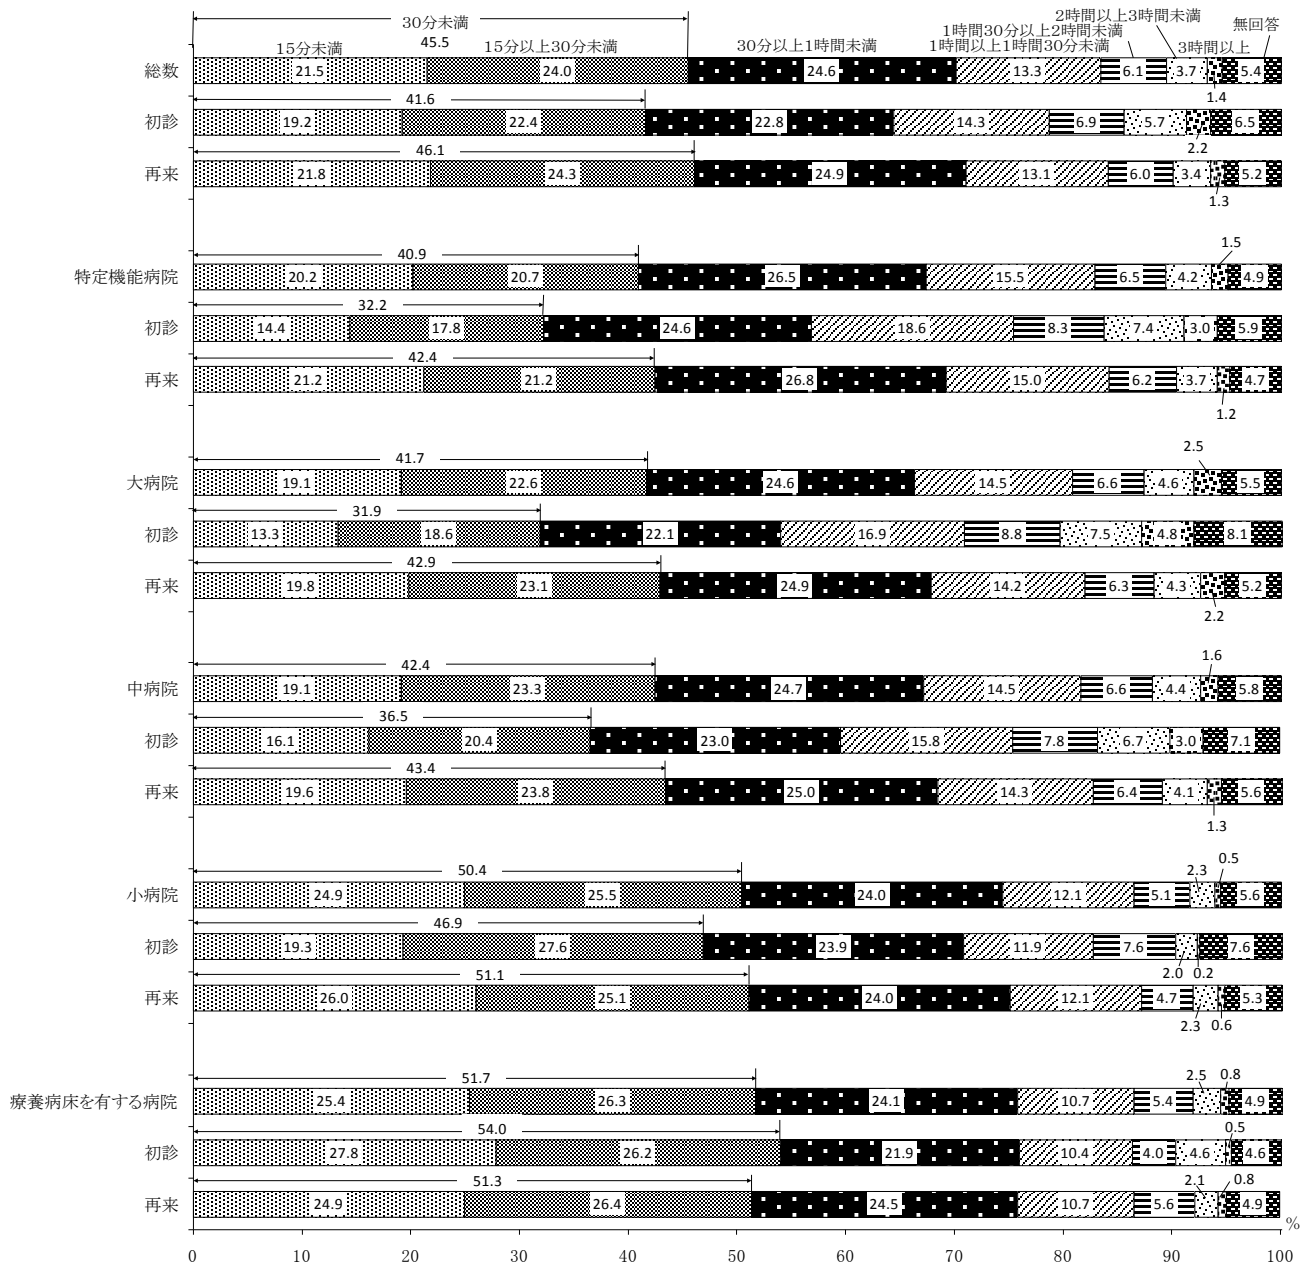 30分未満
2時間以上3時間未満
1時間30分以上2時間未満
無回答
15分未満
45.5
15分以上30分未満
30分以上1時間未満
1時間以上1時間30分未満
3時間以上
総数 21.5 24.0 24.6 13.3 6.1 3.7 5.4
1.4
41.6
初診 19.2 22.4 22.8 14.3 6.9 5.7 6.5
2.2
46.1
再来 21.8 24.3 24.9 13.1 6.0 3.4 5.2
1.3
1.5
40.9
特定機能病院 20.2 20.7 26.5 15.5 6.5 4.2 4.9
32.2
初診 14.4 17.8 24.6 18.6 8.3 7.4 3.0 5.9
42.4
再来 21.2 21.2 26.8 15.0 6.2 3.7 4.7
1.2
2.5
41.7
大病院 19.1 22.6 24.6 14.5 6.6 4.6 5.5
31.9
初診 13.3 18.6 22.1 16.9 8.8 7.5 4.8 8.1
42.9
再来 19.8 23.1 24.9 14.2 6.3 4.3 5.2
2.2
1.6
42.4
中病院 19.1 23.3 24.7 14.5 6.6 4.4 5.8
36.5
初診 16.1 20.4 23.0 15.8 7.8 6.7 3.0 7.1
43.4
再来 19.6 23.8 25.0 14.3 6.4 4.1 5.6
1.3
50.4 2.3 0.5
小病院 24.9 25.5 24.0 12.1 5.1 5.6
46.9
初診 19.3 27.6 23.9 11.9 7.6 7.6
51.1 2.0 0.2
再来 26.0 25.1 24.0 12.1 4.7 5.3
2.3 0.6
51.7 2.5 0.8
療養病床を有する病院 25.4 26.3 24.1 10.7 5.4 4.9
54.0 0.5
初診 27.8 26.2 21.9 10.4 4.0 4.6 4.6
51.3 2.1 0.8
再来 24.9 26.4 24.5 10.7 5.6 4.9
%
0 10 20 30 40 50 60 70 80 90 100